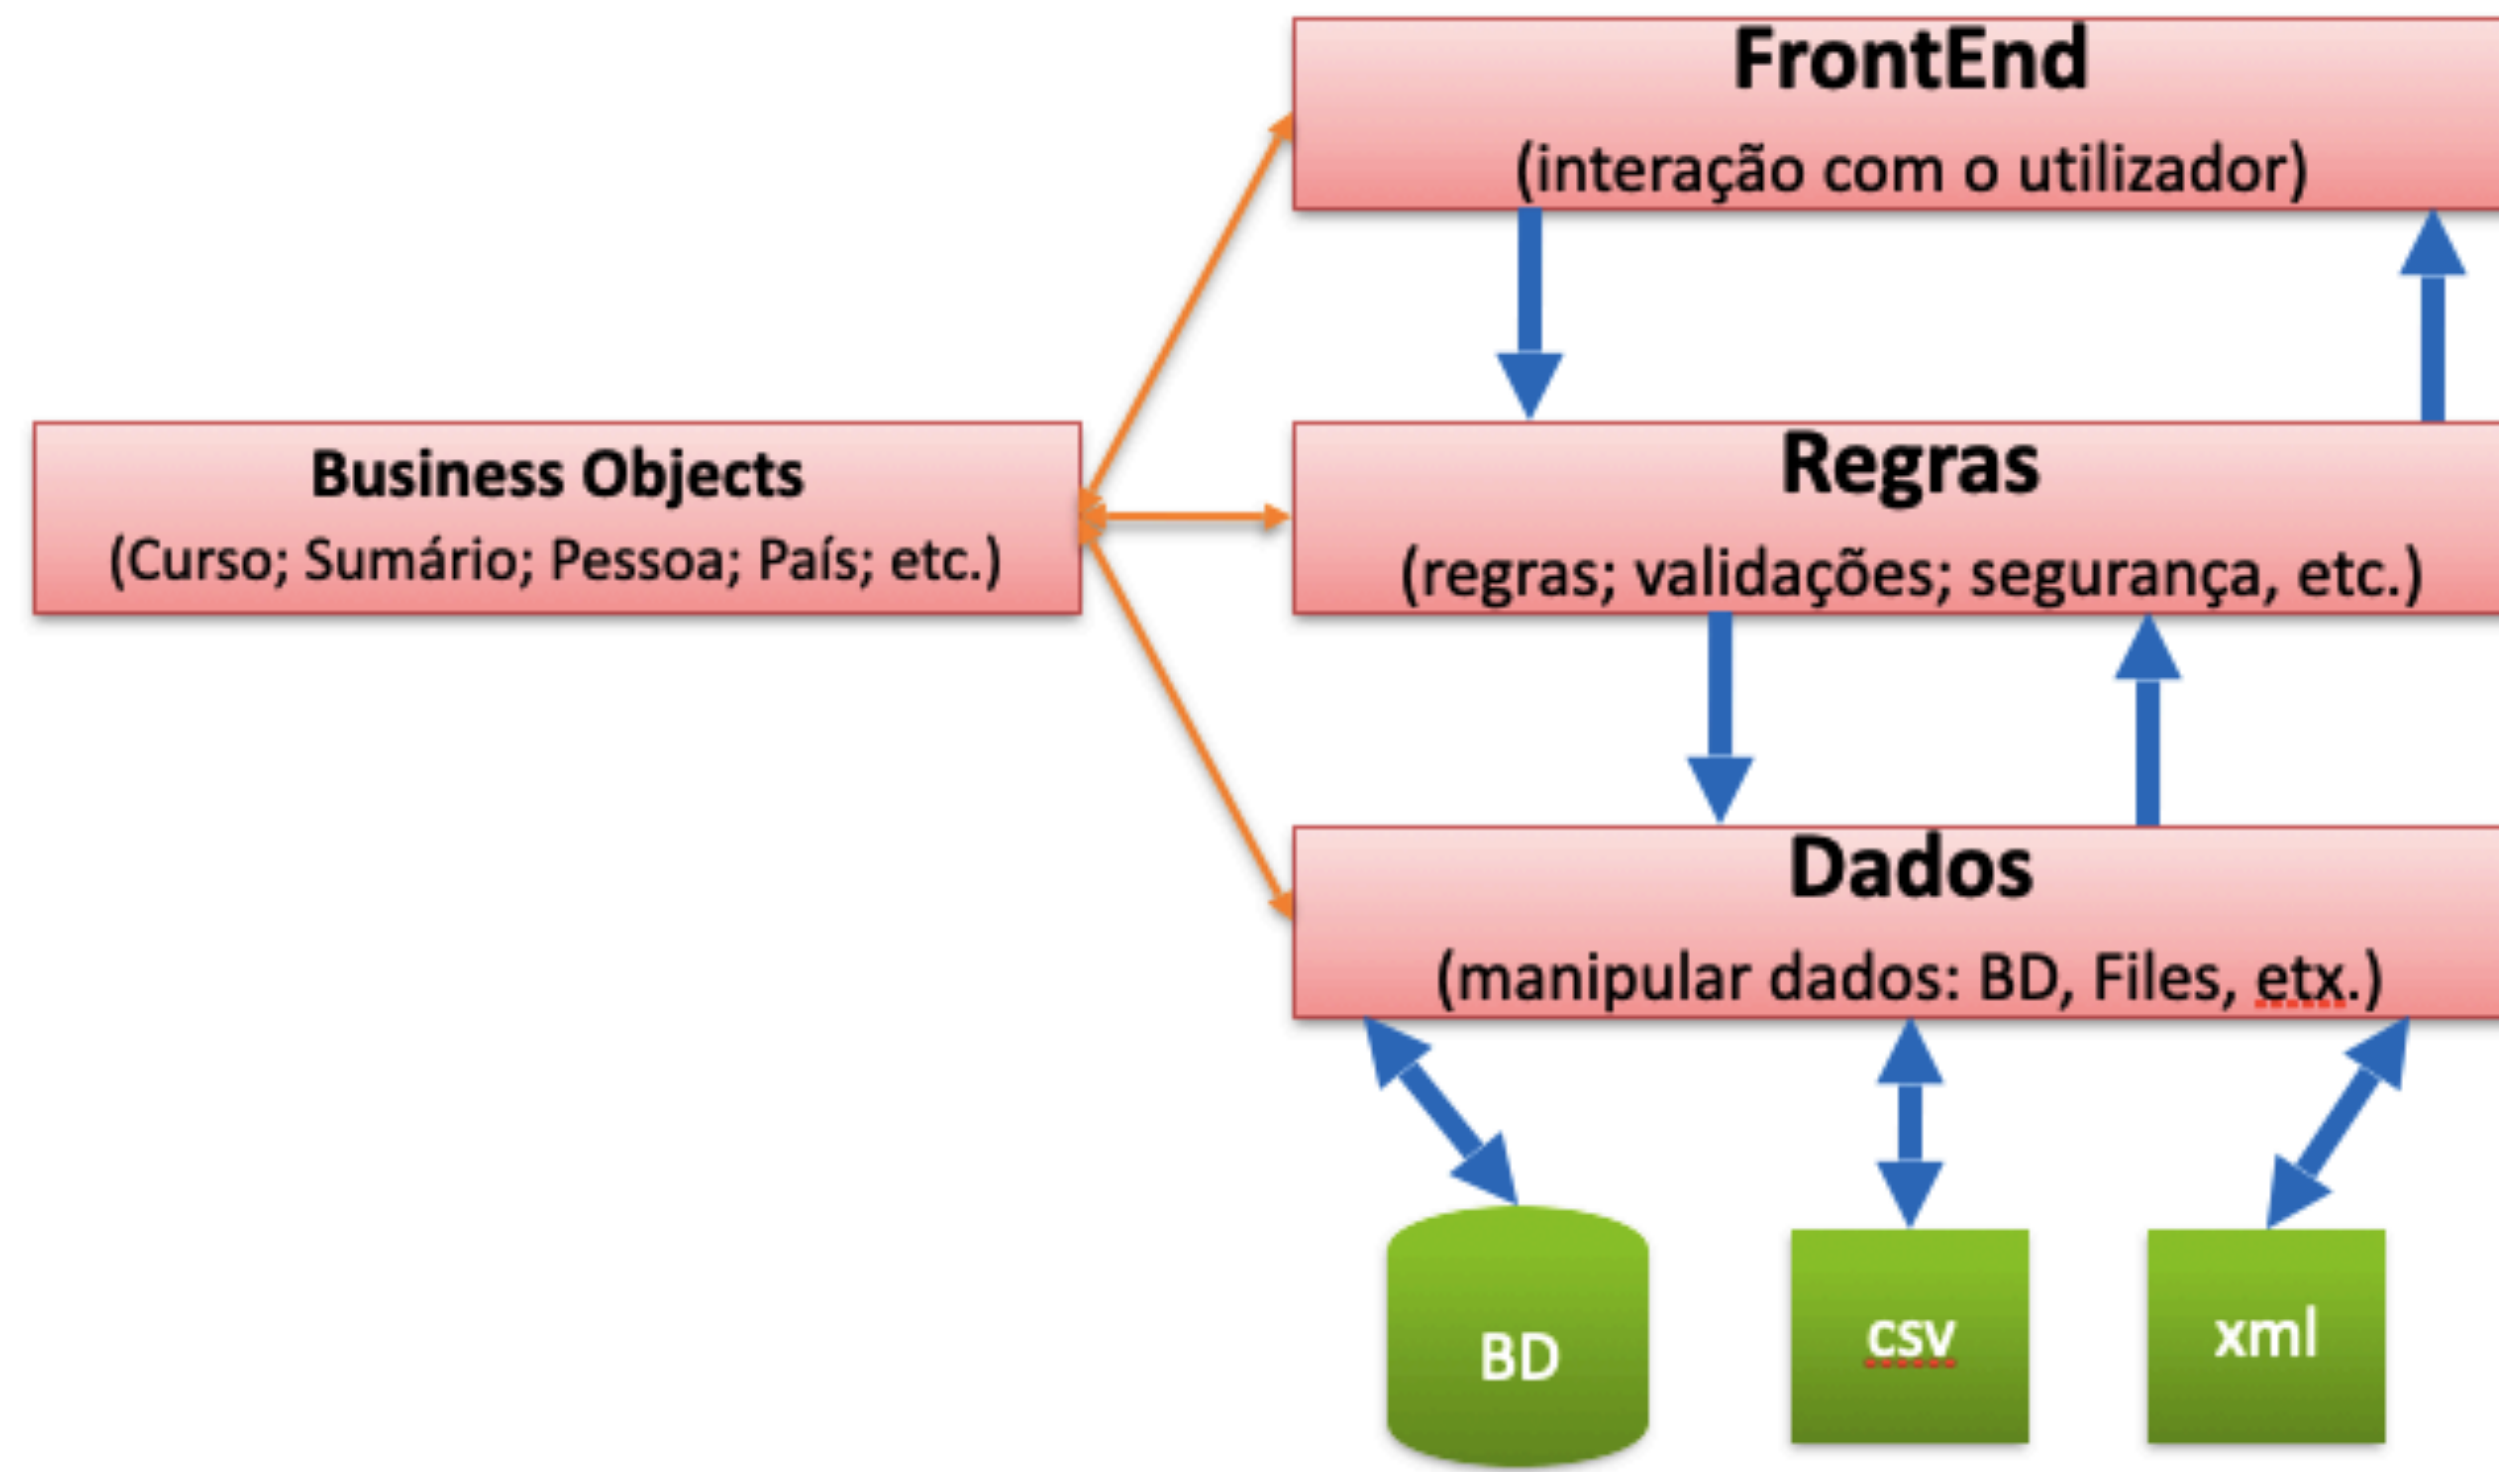 FrontEnd
(interação com o utilizador)
Business Objects
(Curso; Sumário; Pessoa; País; etc.)
Regras
(regras; validações; segurança, etc.)
Dados
(manipular dados: BD, Files, etx.)
BD
csv
xml